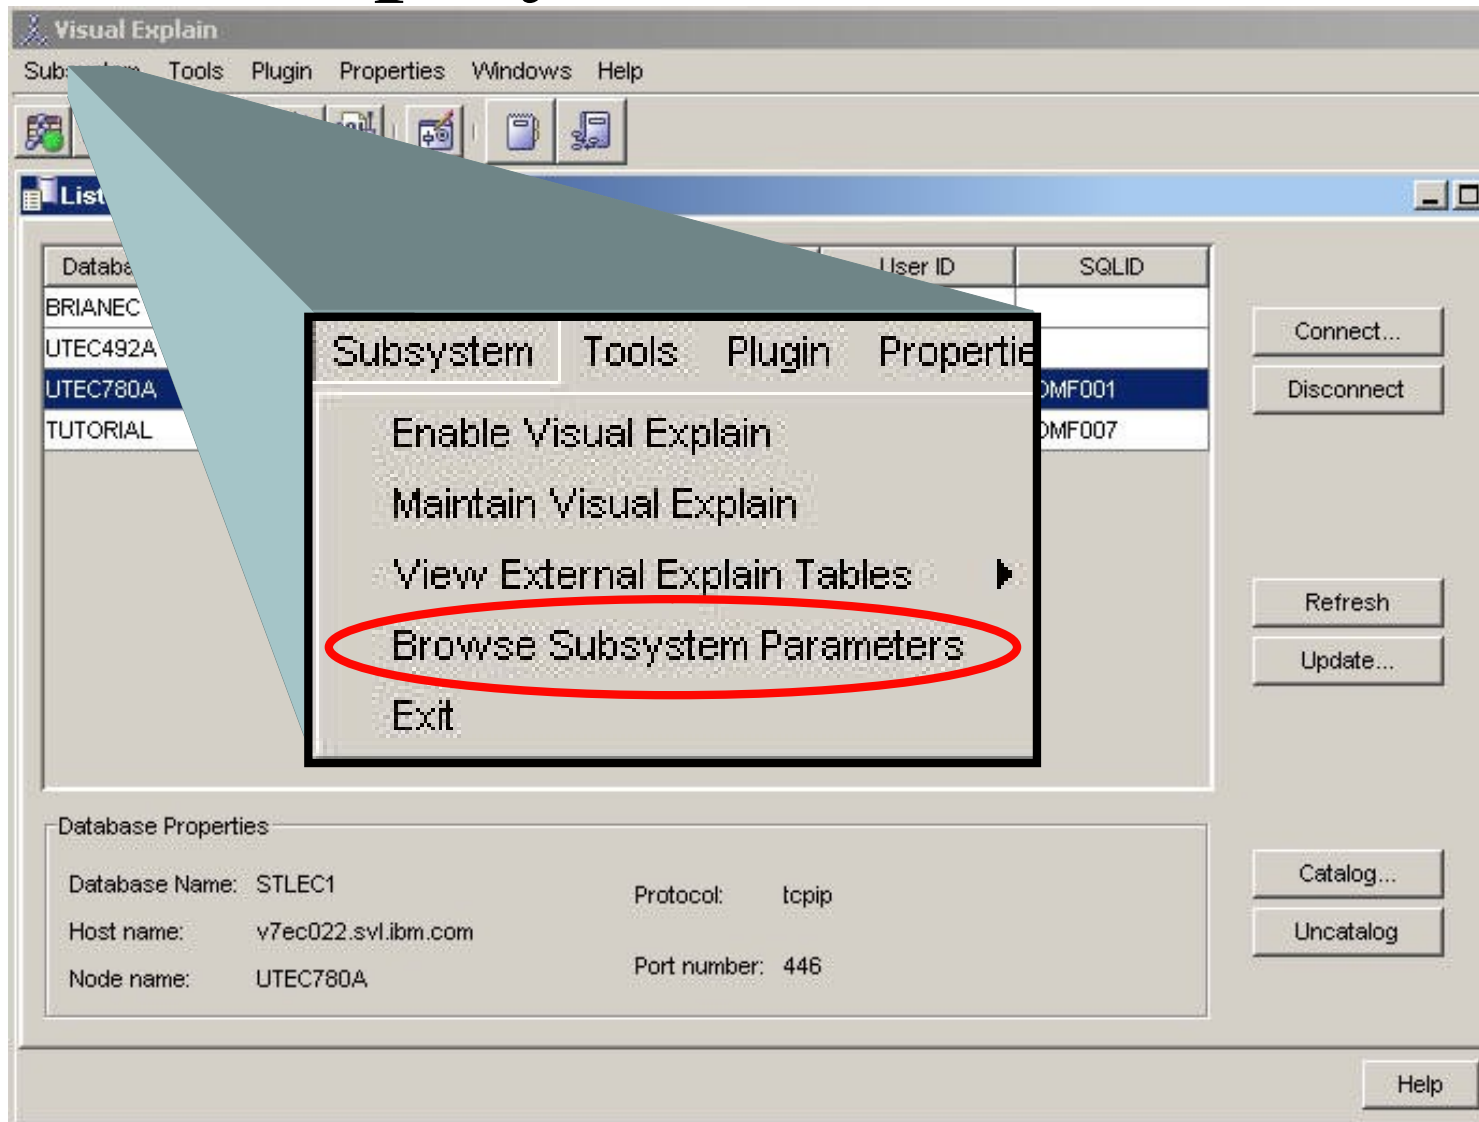 Visual Explain
Tools Plugin Properties Windows Help
List
User ID SQLID
BRIANEC
UTEC492A
UTEC780A
TUTORIAL
DMF007
Subsystem Tools Plugin
Enable Visual Explain
Maintain Visual Explain
View External Explain Tables
Browse Subsystem Parameters
Exit
Connect...
Disconnect
Refresh
Update...
Database Properties
Database Name: STLEC1
Protocol: tcpip
Host name: v7ec022.svl.ibm.com
Port number: 446
Node name: UTEC780A
Catalog...
Uncatalog
Help